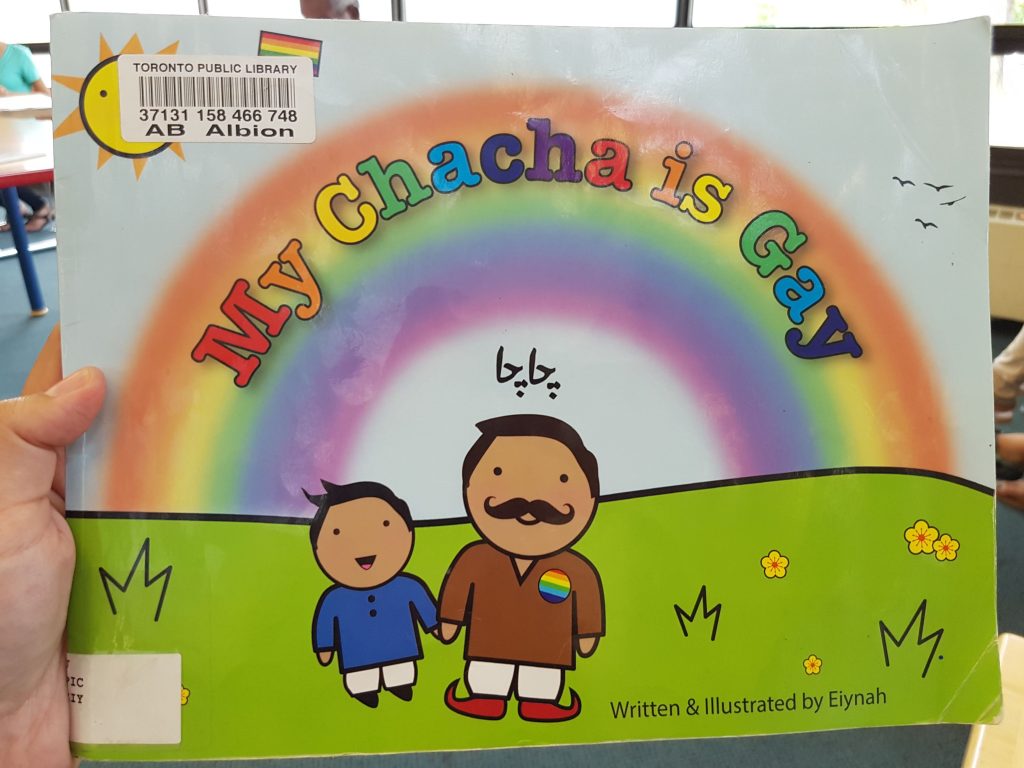 TORONTO PUBLIC LIBRARY
37131 158 466 748
AB Albion
My Chacha is Gay
چاچا
PIC
Written & Illustrated by Eiynah